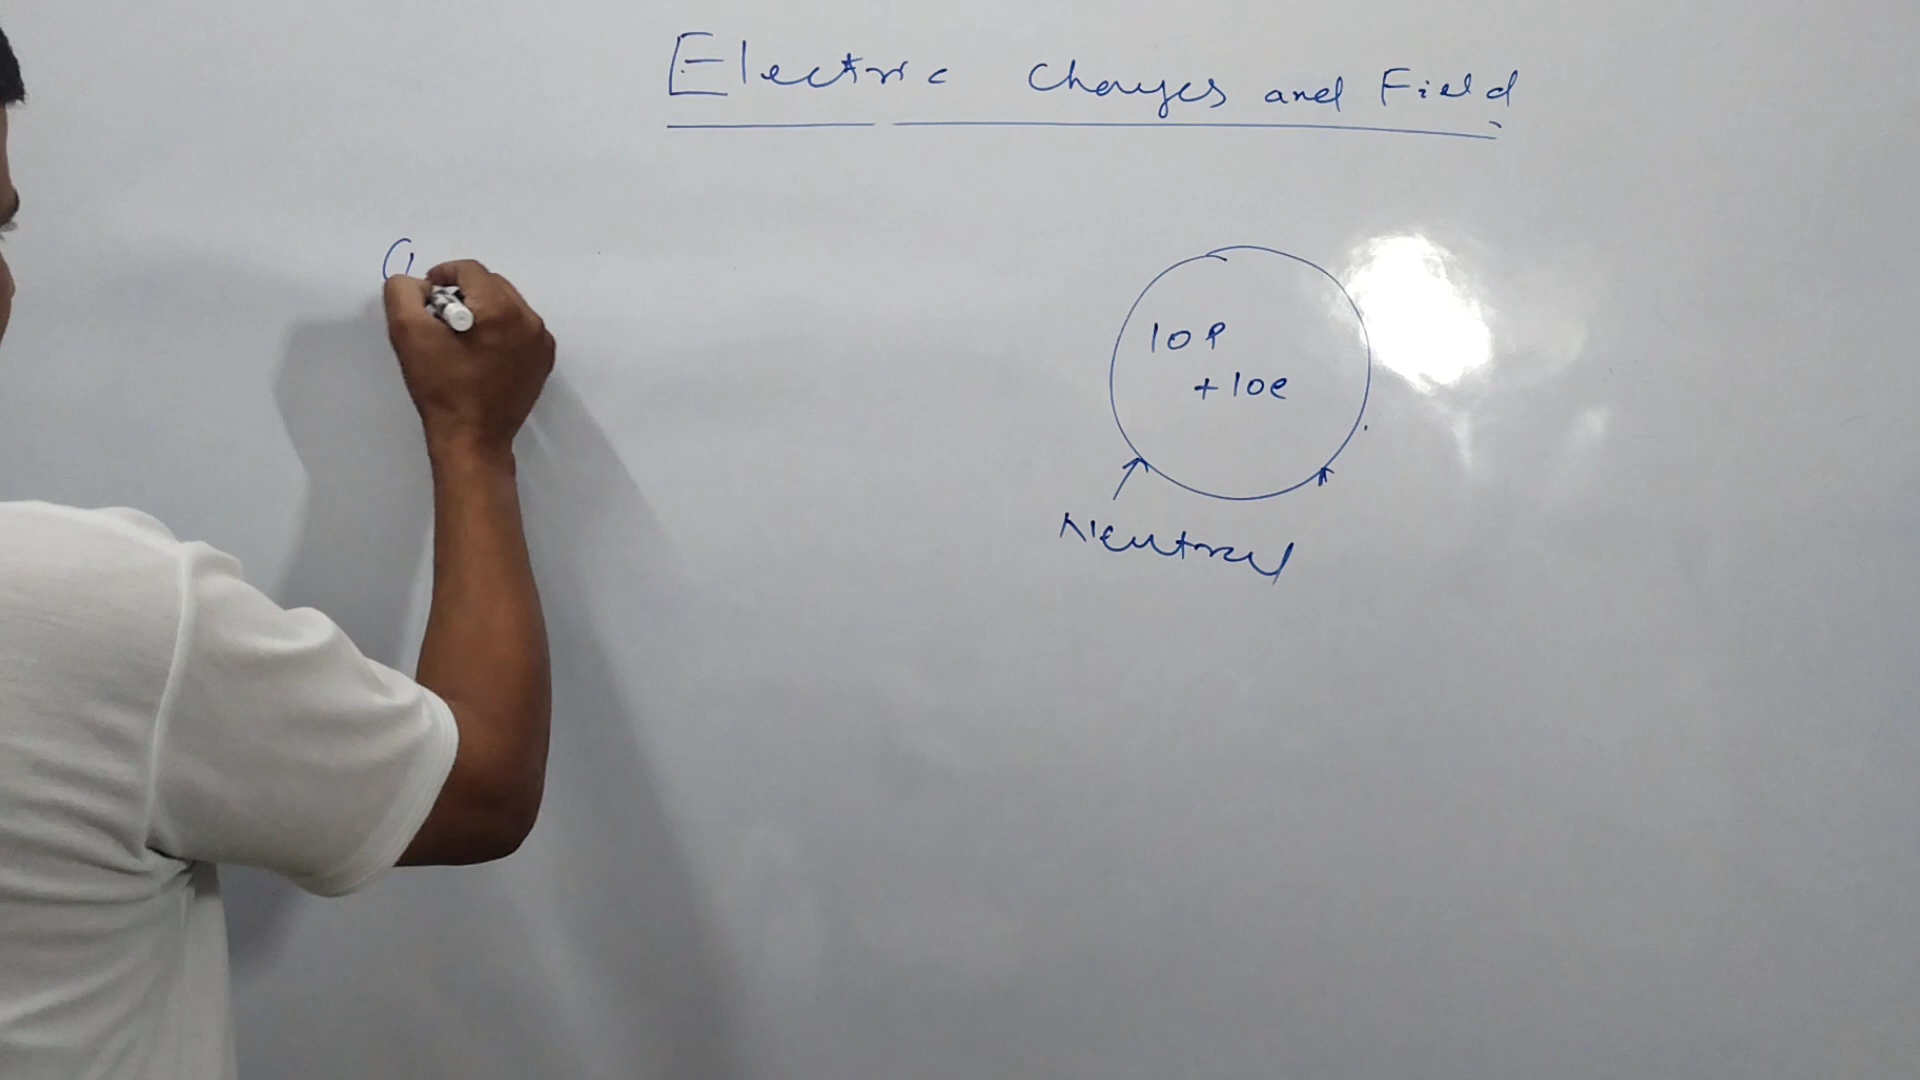 Electric Charges and Field
10P
+10e
Neutral